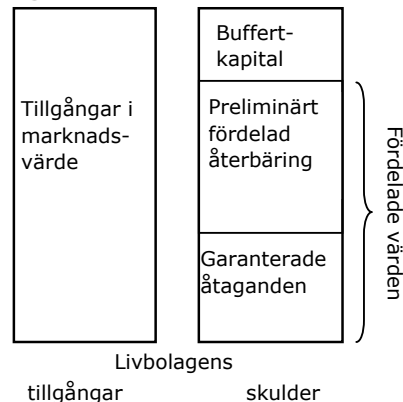 Buffert-
kapital
Tillgångar i
marknads-
värde
Preliminärt
fördelad
återbäring
Garanterade
åtaganden
Fördelade värden
Livbolagens
tillgångar
skulder